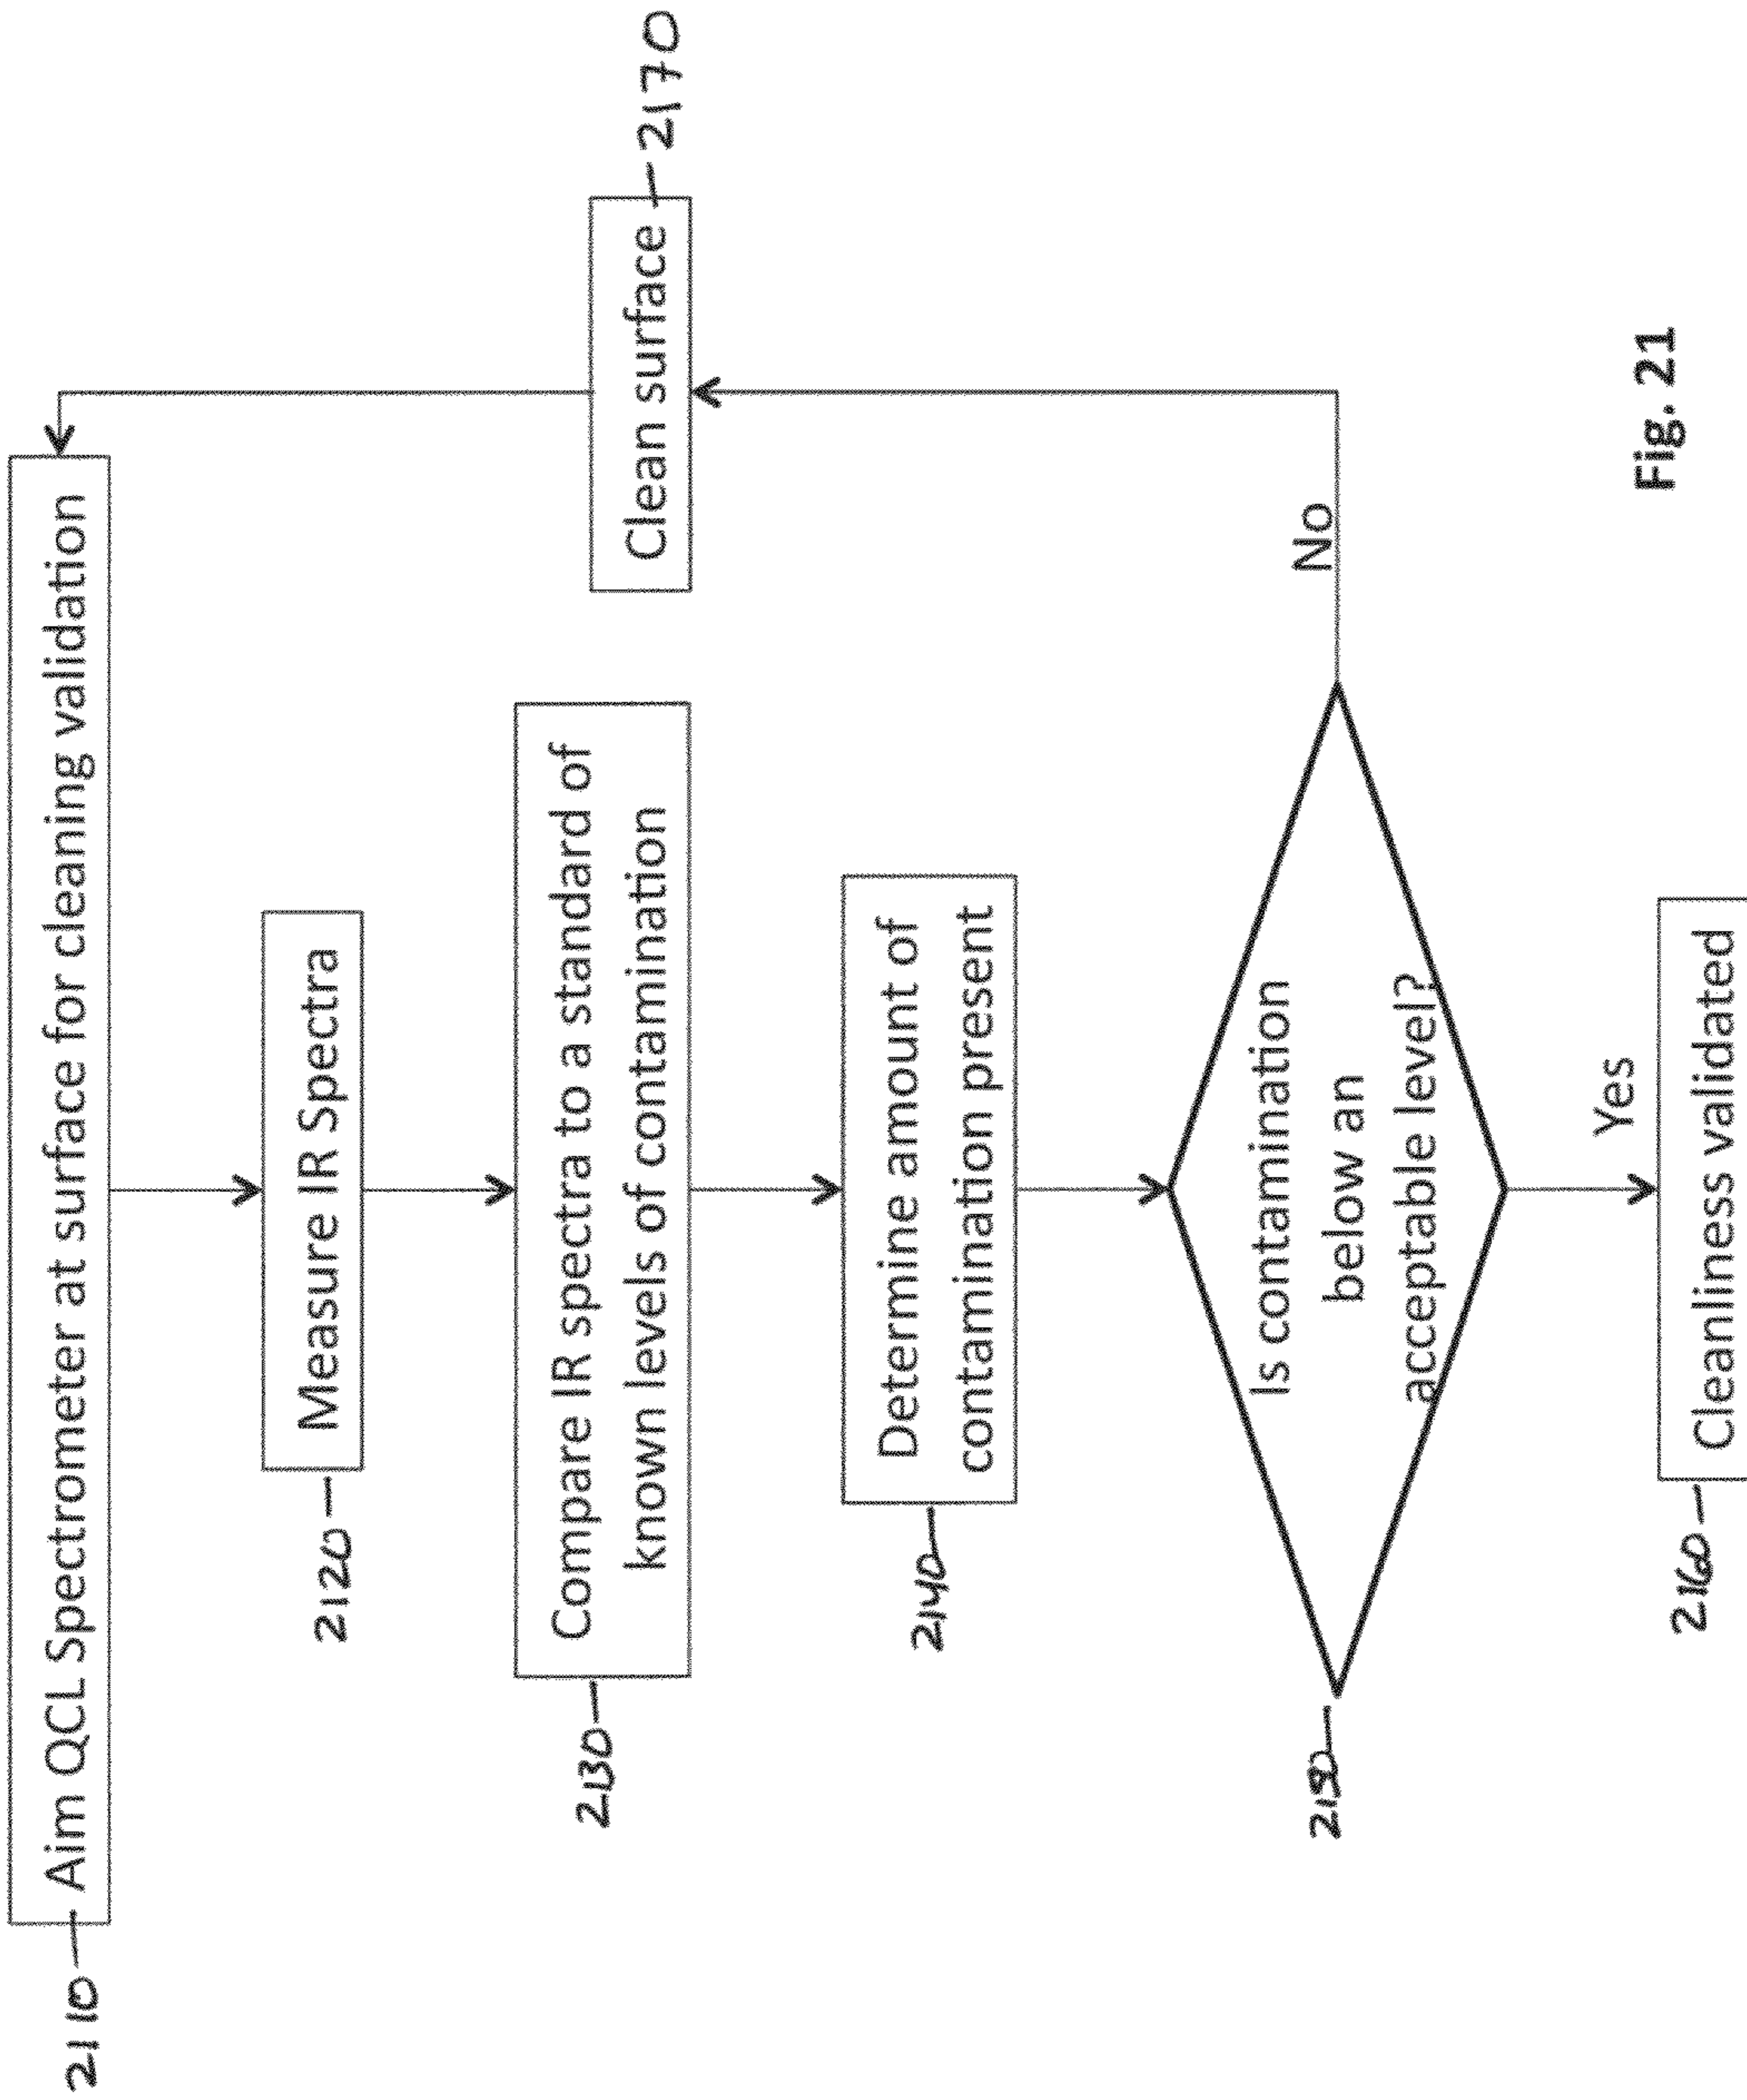 2110
Aim QCL Spectrometer at surface for cleaning validation
2120
Measure IR Spectra
2130
Compare IR spectra to a standard of
known levels of contamination
2140
Determine amount of
contamination present
2150
Is contamination
below an
acceptable level?
No
Clean surface
2170
Yes
2160
Cleanliness validated
Fig. 21